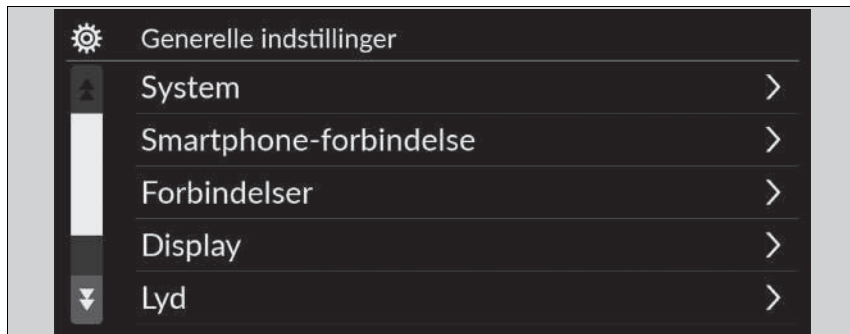 Generelle indstillinger
System
Smartphone-forbindelse
Forbindelser
Display
Lyd